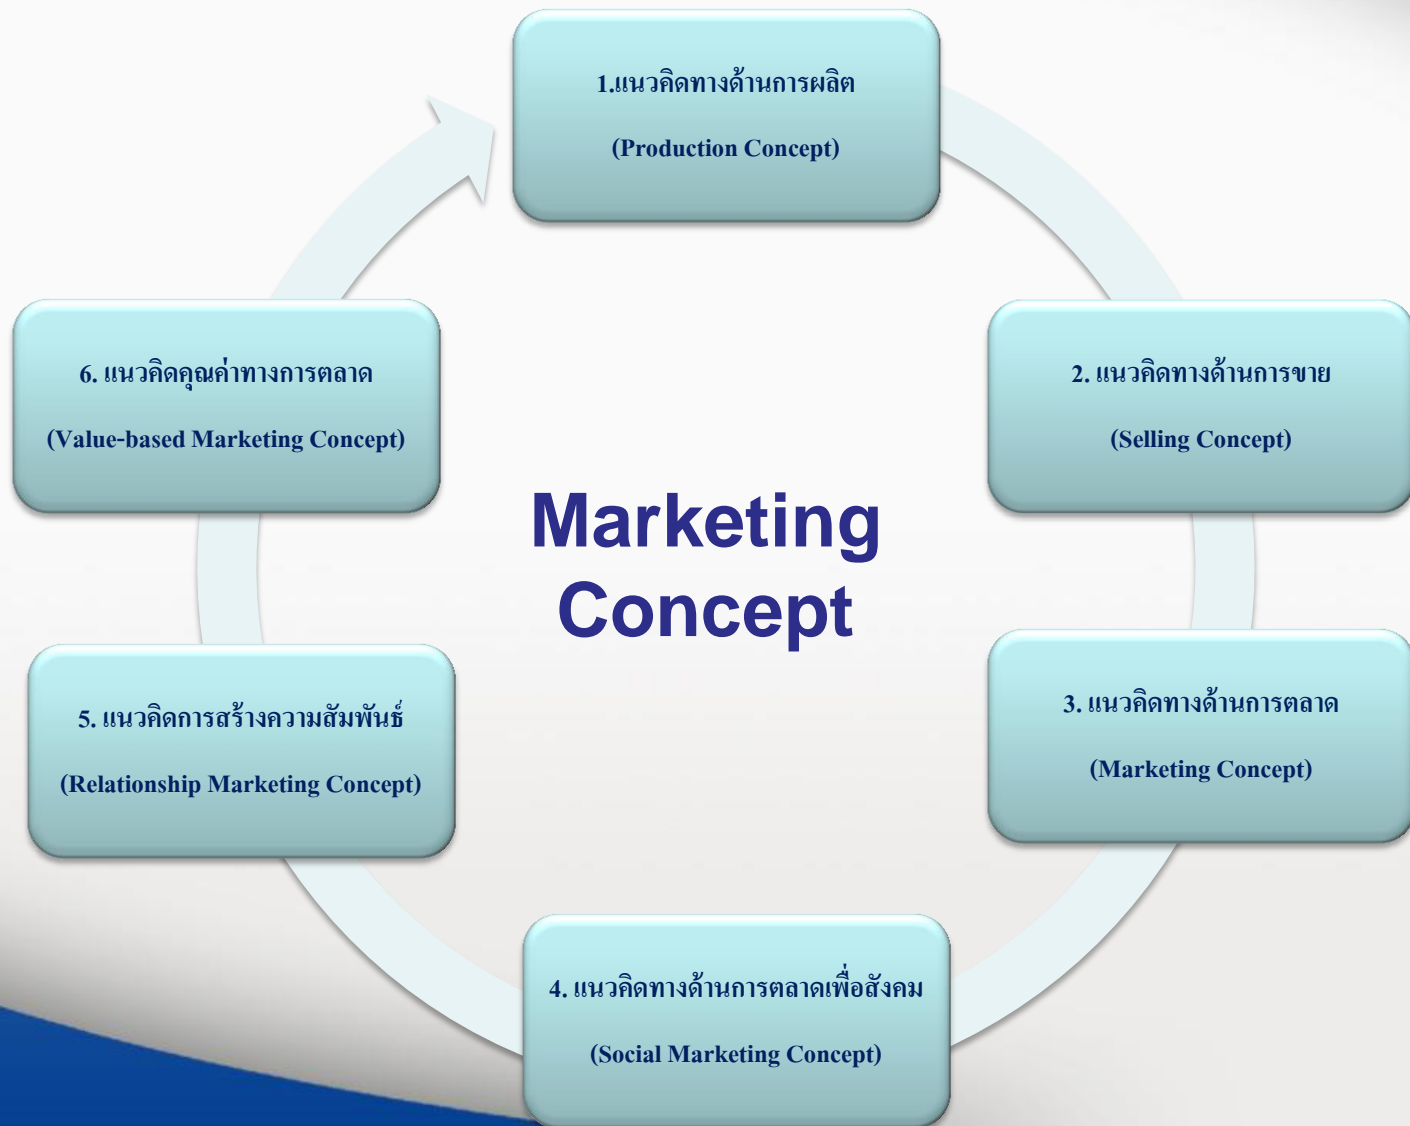 1.แนวคิดทางด้านการผลิต
(Production Concept)
2. แนวคิดทางด้านการขาย
(Selling Concept)
3. แนวคิดทางด้านการตลาด
(Marketing Concept)
4. แนวคิดทางด้านการตลาดเพื่อสังคม
(Social Marketing Concept)
5. แนวคิดการสร้างความสัมพันธ์
(Relationship Marketing Concept)
6. แนวคิดคุณค่าทางการตลาด
(Value-based Marketing Concept)
Marketing
Concept